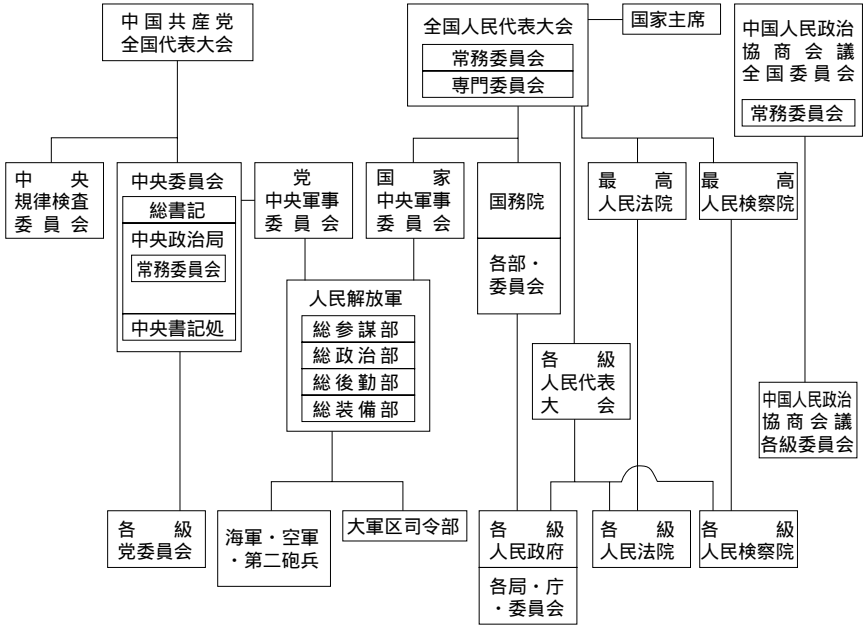 中国共産党
全国代表大会
全国人民代表大会
常務委員会
専門委員会
国家主席
中国人民政治
協商会議
全国委員会
常務委員会
中央
規律検査
委員会
中央委員会
総書記
中央政治局
常務委員会
中央書記処
党
中央軍事
委員会
国家
中央軍事
委員会
国務院
各部・
委員会
最高
人民法院
最高
人民検察院
人民解放軍
総参謀部
総政治部
総後勤部
総装備部
各級
人民代表
大会
中国人民政治
協商会議
各級委員会
各級
党委員会
海軍・空軍
・第二砲兵
大軍区司令部
各級
人民政府
各局・庁
・委員会
各級
人民法院
各級
人民検察院